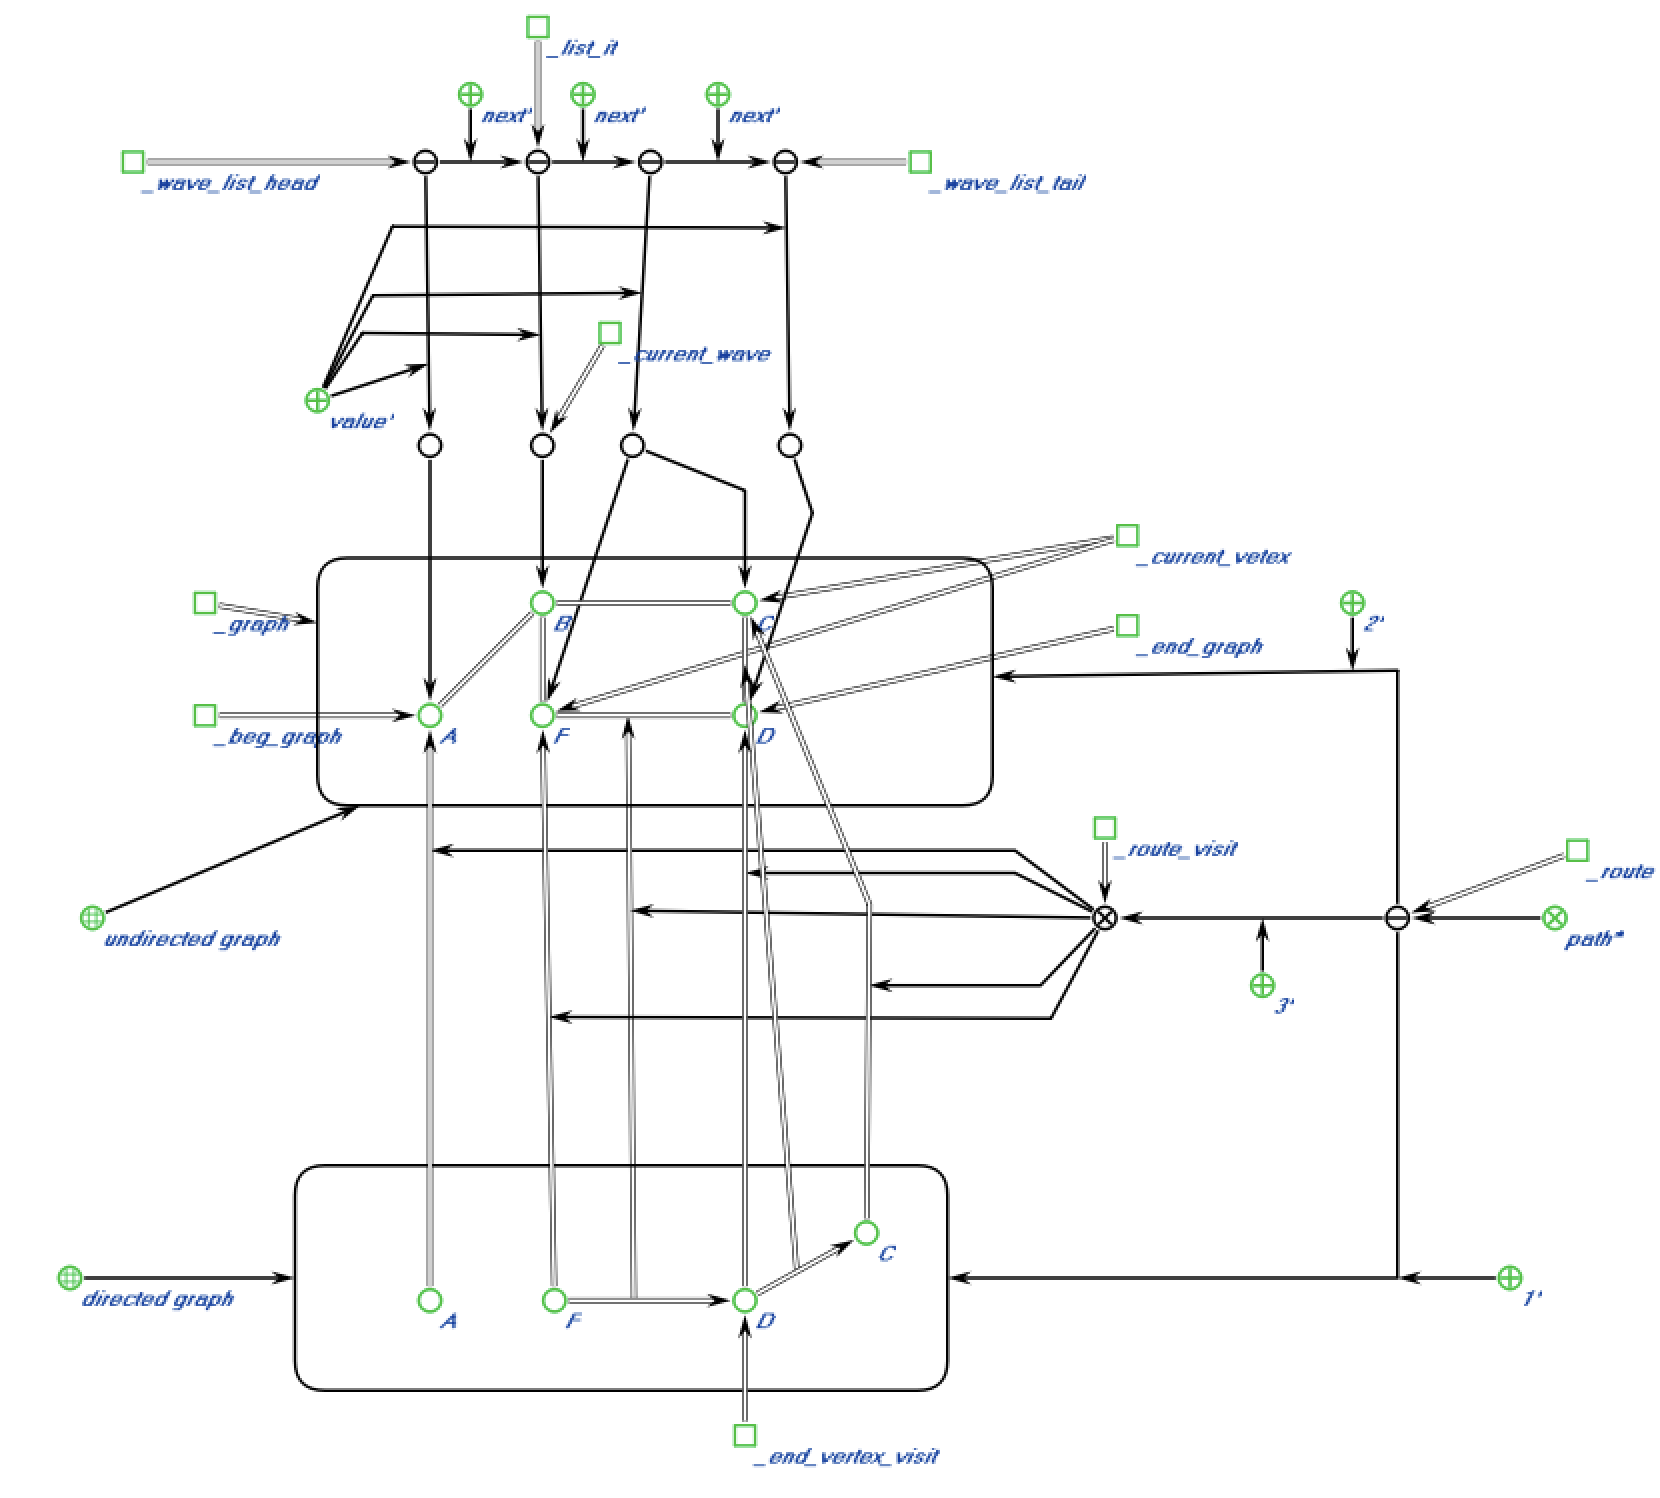 _list_it
next'
next'
next'
_wave_list_head
_wave_list_tail
_current_wave
value'
_current_vetex
_graph
B
C
2'
_end_graph
_beg_graph
A
F
D
_route_visit
_route
undirected graph
path*
3'
C
directed graph
A
F
D
1'
_end_vertex_visit